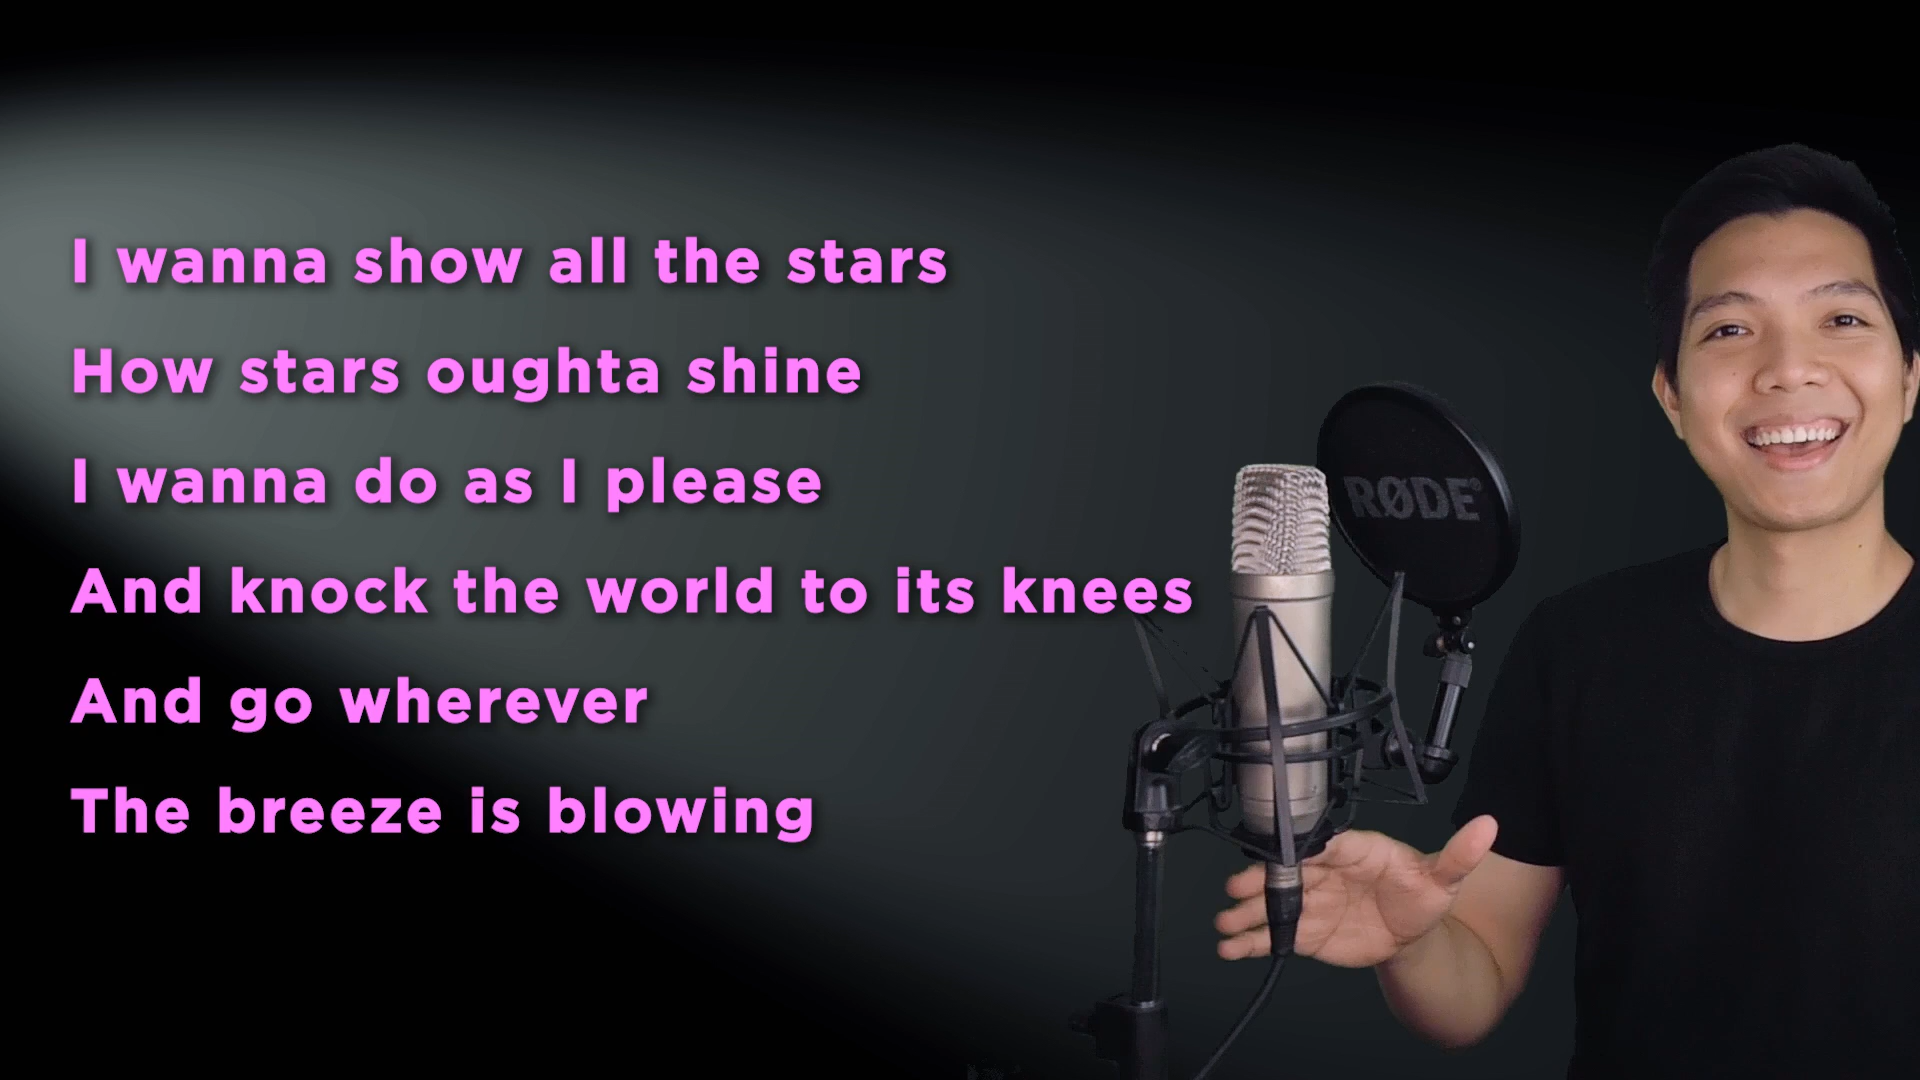 I wanna show all the stars
How stars oughta shine
I wanna do as I please
And knock the world to its knees
And go wherever
The breeze is blowing
RØDE®